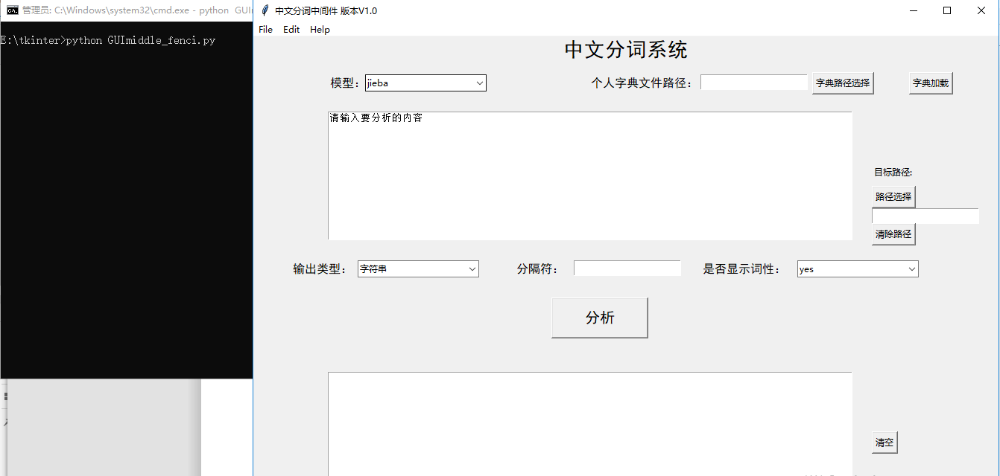 管理员: C:\Windows\system32\cmd.exe - python GUI
E:\tkinter>python GUImiddle_fenci.py
中文分词中间件 版本V1.0
File Edit Help
中文分词系统
模型： jieba 个人字典文件路径： 字典路径选择 字典加载
请输入要分析的内容
目标路径:
路径选择
清除路径
输出类型： 字符串 分隔符： 是否显示词性： yes
分析
清空